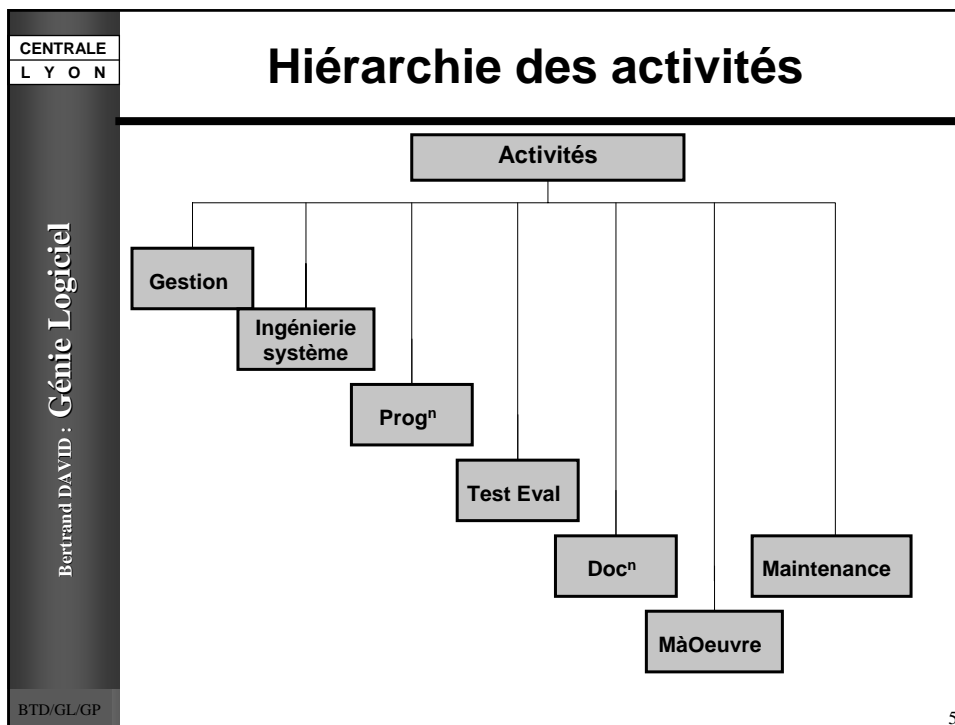 CENTRALE
L Y O N
Hiérarchie des activités
Activités
Gestion
Ingénierie
système
Progⁿ
Test Eval
Docⁿ
Maintenance
MàOeuvre
Bertrand DAVID : Génie Logiciel
BTD/GL/GP
5